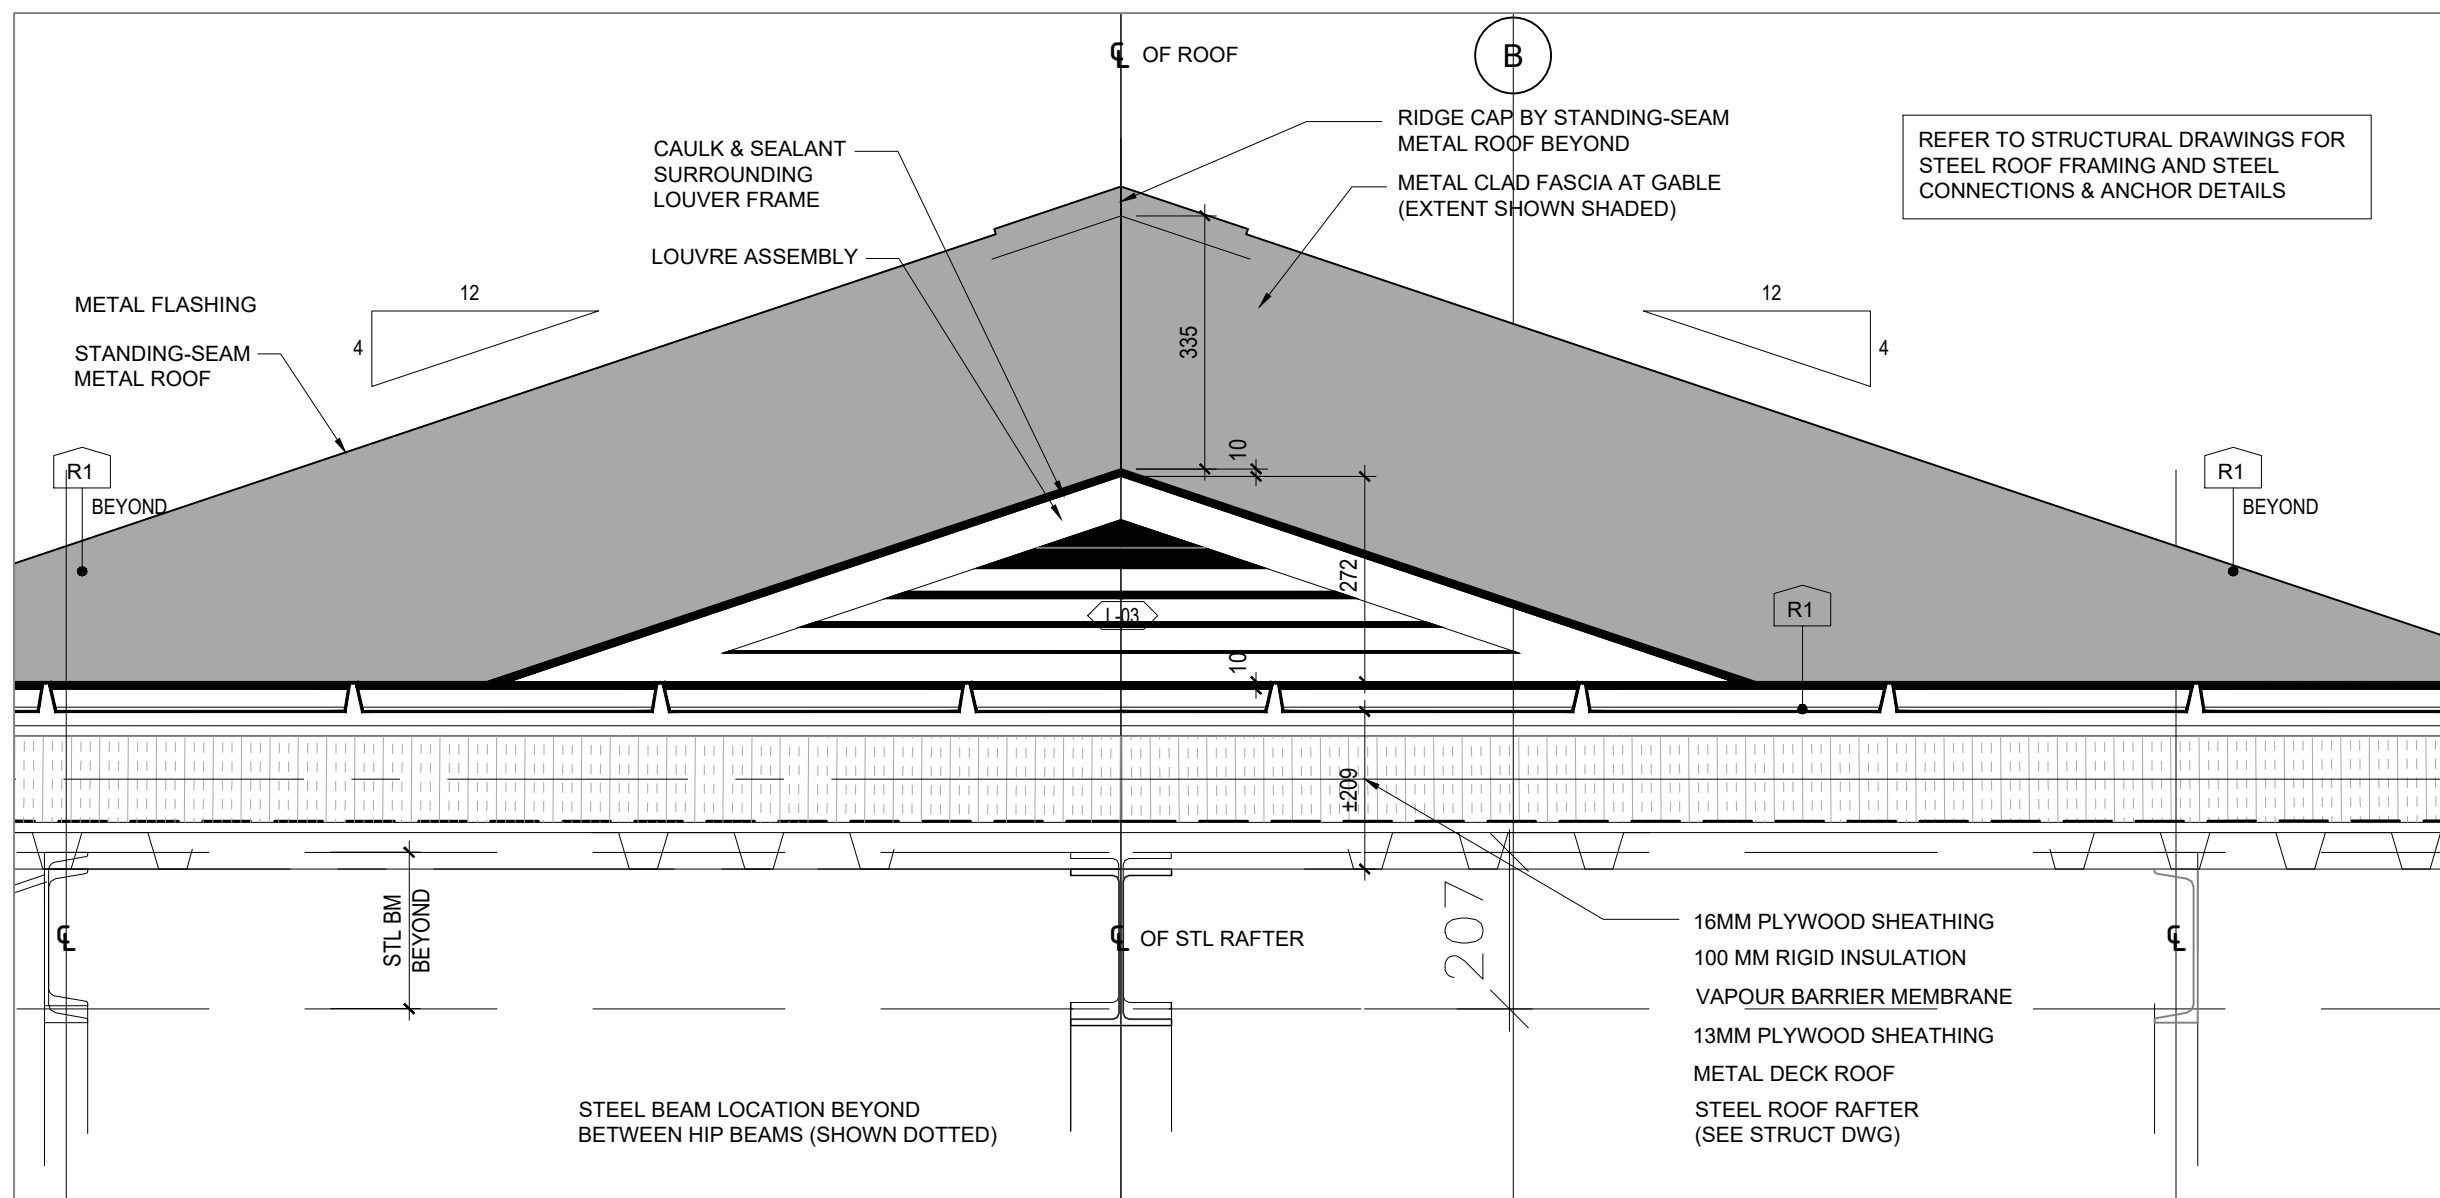 ℄ OF ROOF
B
RIDGE CAP BY STANDING-SEAM
METAL ROOF BEYOND
METAL CLAD FASCIA AT GABLE
(EXTENT SHOWN SHADED)
REFER TO STRUCTURAL DRAWINGS FOR
STEEL ROOF FRAMING AND STEEL
CONNECTIONS & ANCHOR DETAILS
CAULK & SEALANT
SURROUNDING
LOUVER FRAME
LOUVRE ASSEMBLY
METAL FLASHING
STANDING-SEAM
METAL ROOF
12
4
12
4
335
10
R1
BEYOND
R1
BEYOND
272
R1
L-03
10
±209
STL BM
BEYOND
℄
℄ OF STL RAFTER
207
℄
16MM PLYWOOD SHEATHING
100 MM RIGID INSULATION
VAPOUR BARRIER MEMBRANE
13MM PLYWOOD SHEATHING
METAL DECK ROOF
STEEL ROOF RAFTER
(SEE STRUCT DWG)
STEEL BEAM LOCATION BEYOND
BETWEEN HIP BEAMS (SHOWN DOTTED)